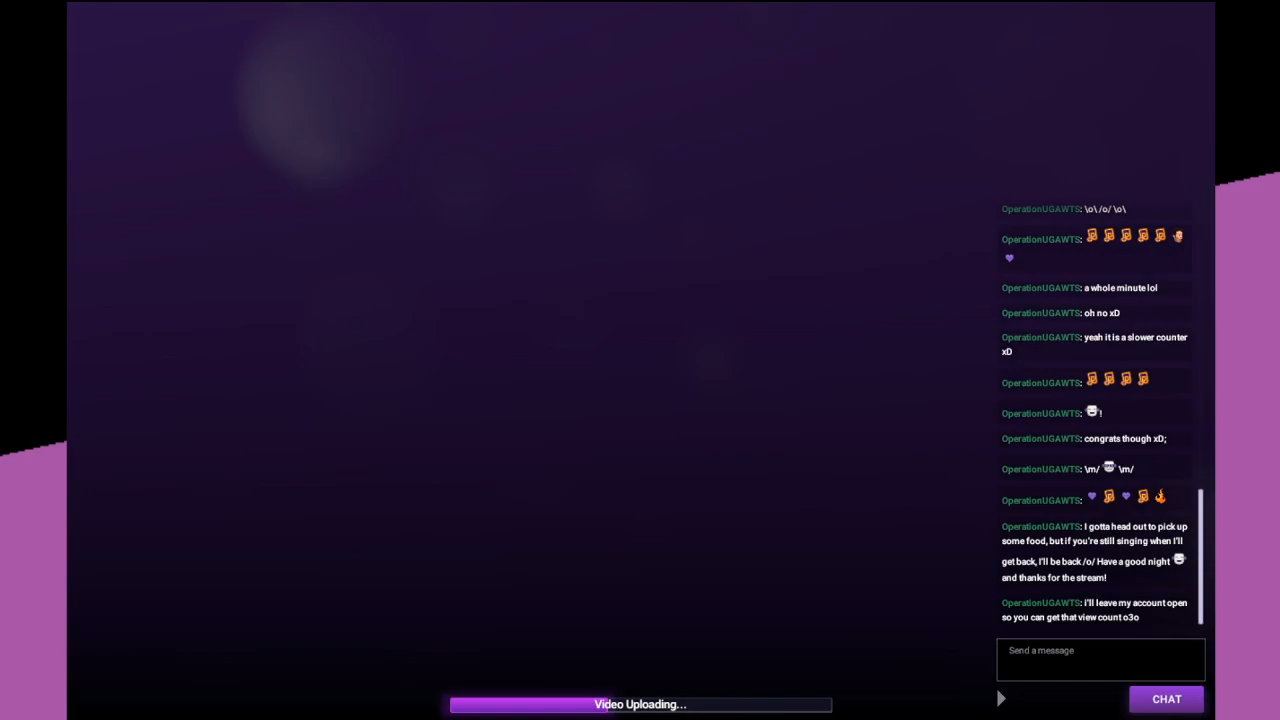 OperationUGAWTS: \o\ /o/ \o\
OperationUGAWTS:
OperationUGAWTS: a whole minute lol
OperationUGAWTS: oh no xD
OperationUGAWTS: yeah it is a slower counter
xD
OperationUGAWTS:
OperationUGAWTS: !
OperationUGAWTS: congrats though xD;
OperationUGAWTS: \m/ \m/
OperationUGAWTS:
OperationUGAWTS: I gotta head out to pick up
some food, but if you're still singing when I'll
get back, I'll be back /o/ Have a good night
and thanks for the stream!
OperationUGAWTS: i'll leave my account open
so you can get that view count o3o
Send a message
CHAT
Video Uploading...